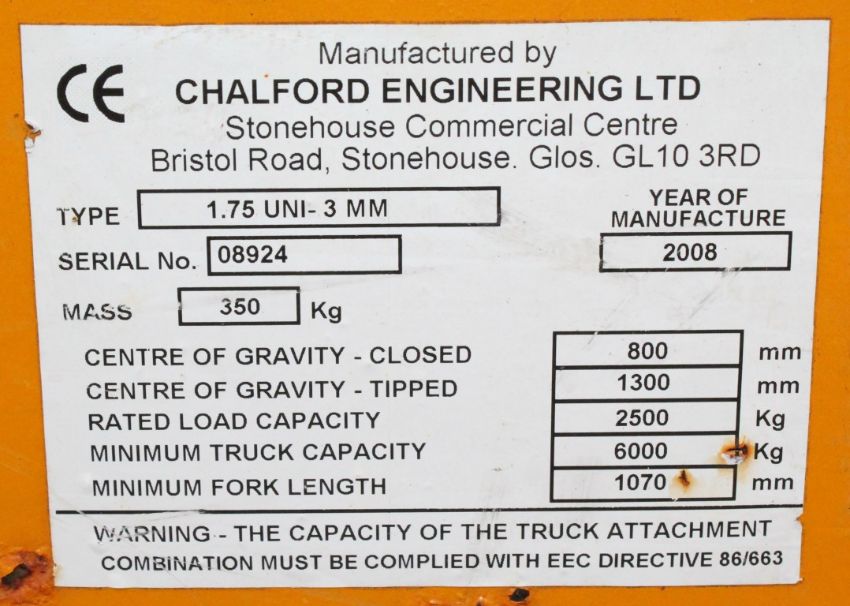 Manufactured by
CE CHALFORD ENGINEERING LTD
Stonehouse Commercial Centre
Bristol Road, Stonehouse. Glos. GL10 3RD
TYPE 1.75 UNI- 3 MM
YEAR OF
MANUFACTURE
SERIAL No. 08924 2008
MASS 350 Kg
CENTRE OF GRAVITY - CLOSED 800 mm
CENTRE OF GRAVITY - TIPPED 1300 mm
RATED LOAD CAPACITY 2500 Kg
MINIMUM TRUCK CAPACITY 6000 Kg
MINIMUM FORK LENGTH 1070 mm
WARNING - THE CAPACITY OF THE TRUCK ATTACHMENT
COMBINATION MUST BE COMPLIED WITH EEC DIRECTIVE 86/663